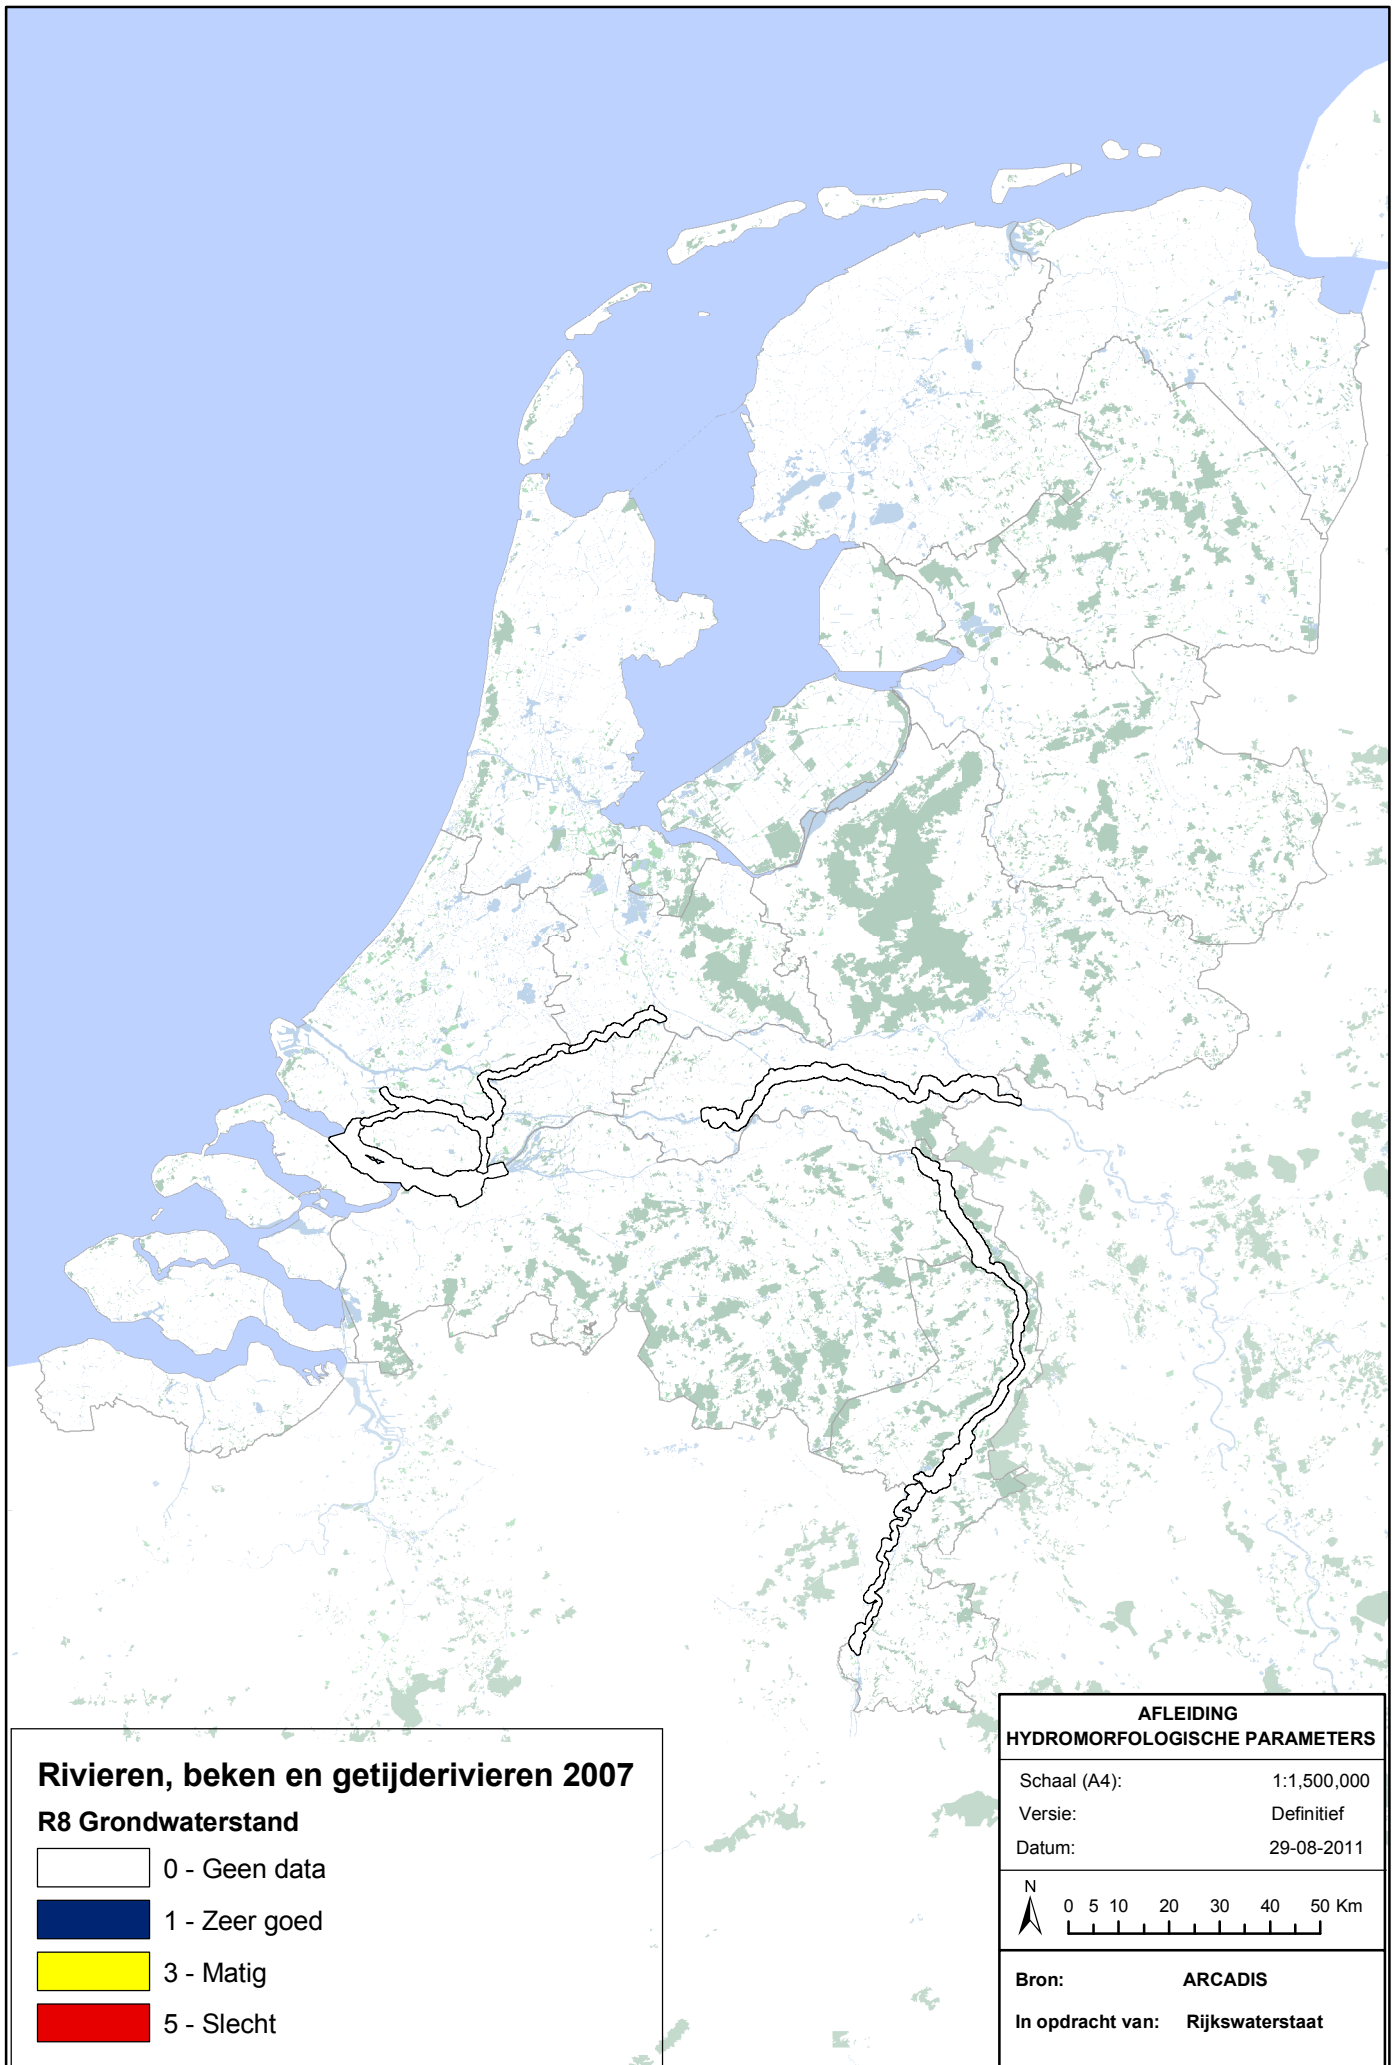 Rivieren, beken en getijderivieren 2007
R8 Grondwaterstand
0 - Geen data
1 - Zeer goed
3 - Matig
5 - Slecht
AFLEIDING
HYDROMORFOLOGISCHE PARAMETERS
Schaal (A4): 1:1,500,000
Versie: Definitief
Datum: 29-08-2011
N
0 5 10 20 30 40 50 Km
Bron: ARCADIS
In opdracht van: Rijkswaterstaat